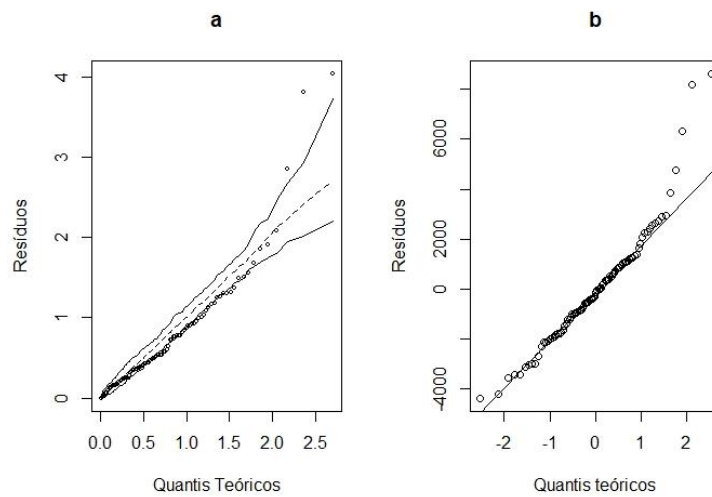 a
4
3
2
1
0
Resíduos
0.0 0.5 1.0 1.5 2.0 2.5
Quantis Teóricos
b
6000
2000
0
-4000
Resíduos
-2 -1 0 1 2
Quantis teóricos